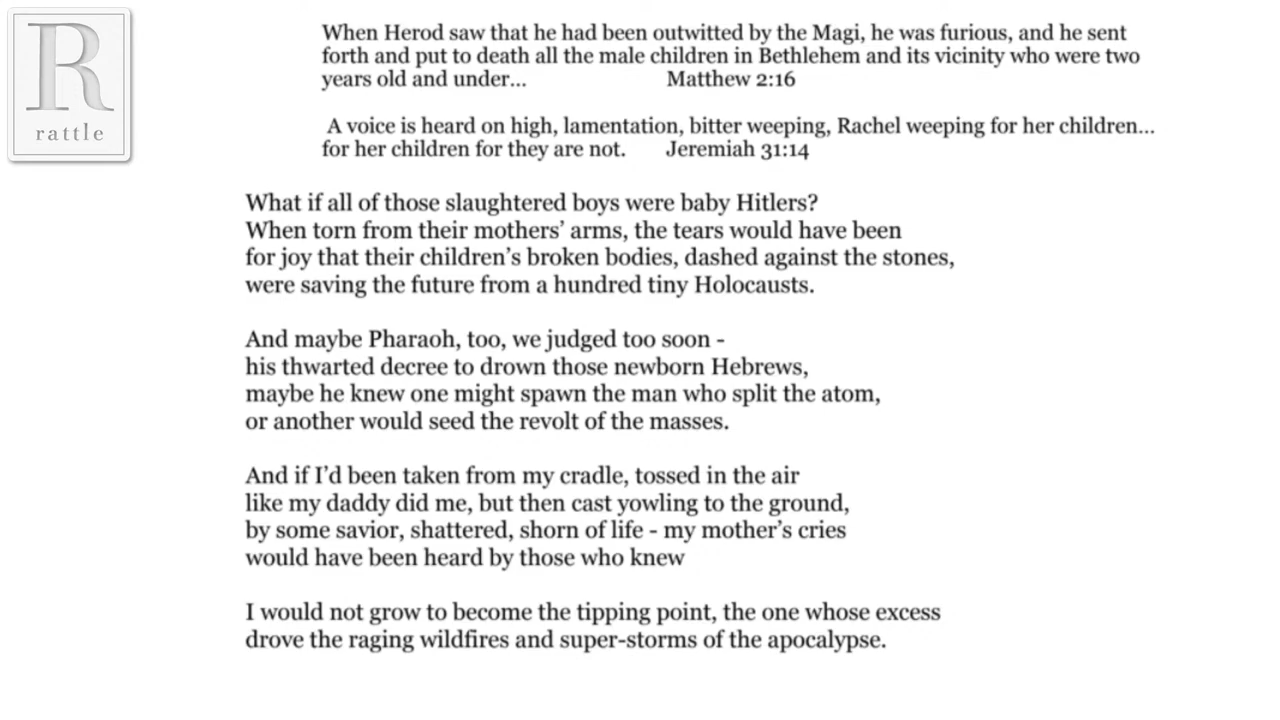 R
rattle
When Herod saw that he had been outwitted by the Magi, he was furious, and he sent
forth and put to death all the male children in Bethlehem and its vicinity who were two
years old and under... Matthew 2:16
A voice is heard on high, lamentation, bitter weeping, Rachel weeping for her children...
for her children for they are not. Jeremiah 31:14
What if all of those slaughtered boys were baby Hitlers?
When torn from their mothers’ arms, the tears would have been
for joy that their children’s broken bodies, dashed against the stones,
were saving the future from a hundred tiny Holocausts.
And maybe Pharaoh, too, we judged too soon -
his thwarted decree to drown those newborn Hebrews,
maybe he knew one might spawn the man who split the atom,
or another would seed the revolt of the masses.
And if I’d been taken from my cradle, tossed in the air
like my daddy did me, but then cast yowling to the ground,
by some savior, shattered, shorn of life - my mother’s cries
would have been heard by those who knew
I would not grow to become the tipping point, the one whose excess
drove the raging wildfires and super-storms of the apocalypse.